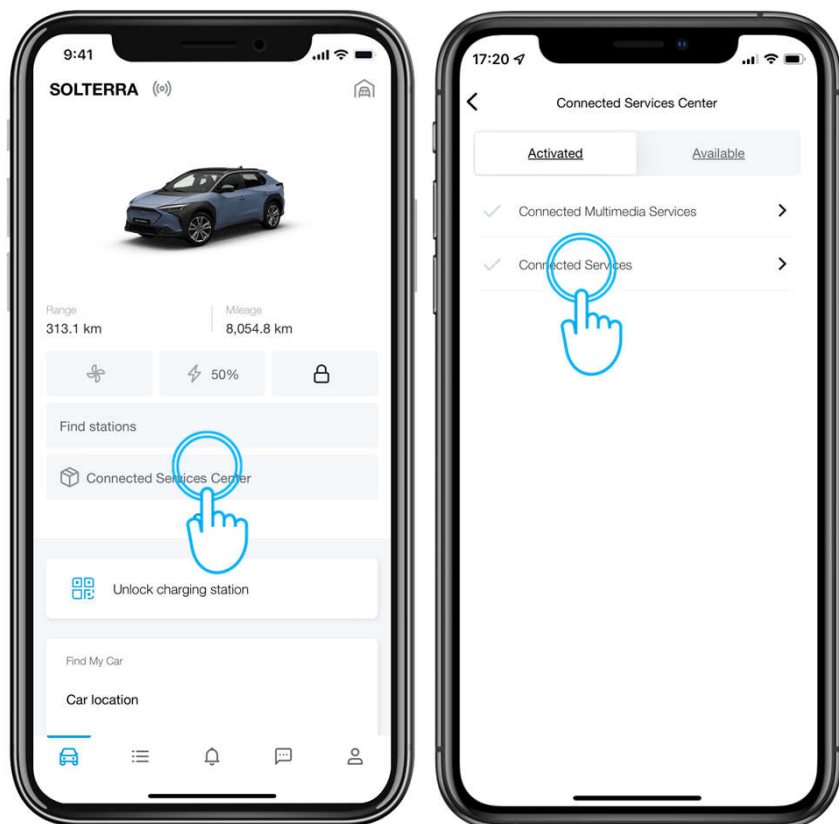 9:41
SOLTERRA
Range
Mileage
313.1 km
8,054.8 km
50%
Find stations
Connected Services Center
Unlock charging station
Find My Car
Car location
17:20
Connected Services Center
Activated
Available
Connected Multimedia Services
Connected Services